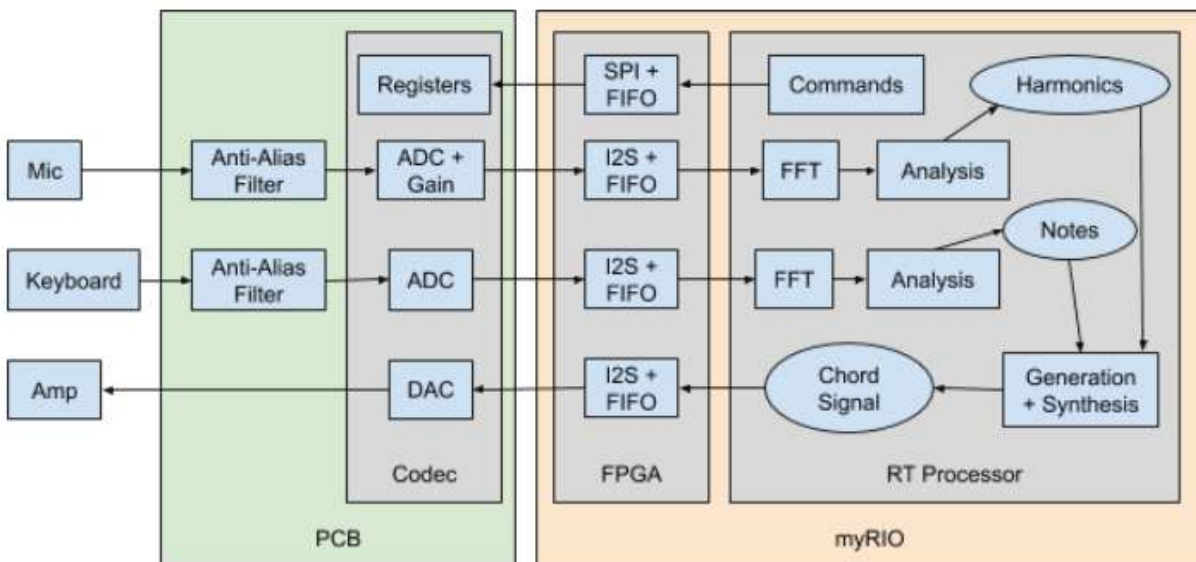 Registers
SPI +
FIFO
Commands
Harmonics
Mic
Anti-Alias
Filter
ADC +
Gain
I2S +
FIFO
FFT
Analysis
Notes
Keyboard
Anti-Alias
Filter
ADC
I2S +
FIFO
FFT
Analysis
Amp
DAC
I2S +
FIFO
Chord
Signal
Generation
+ Synthesis
Codec
FPGA
RT Processor
PCB
myRIO